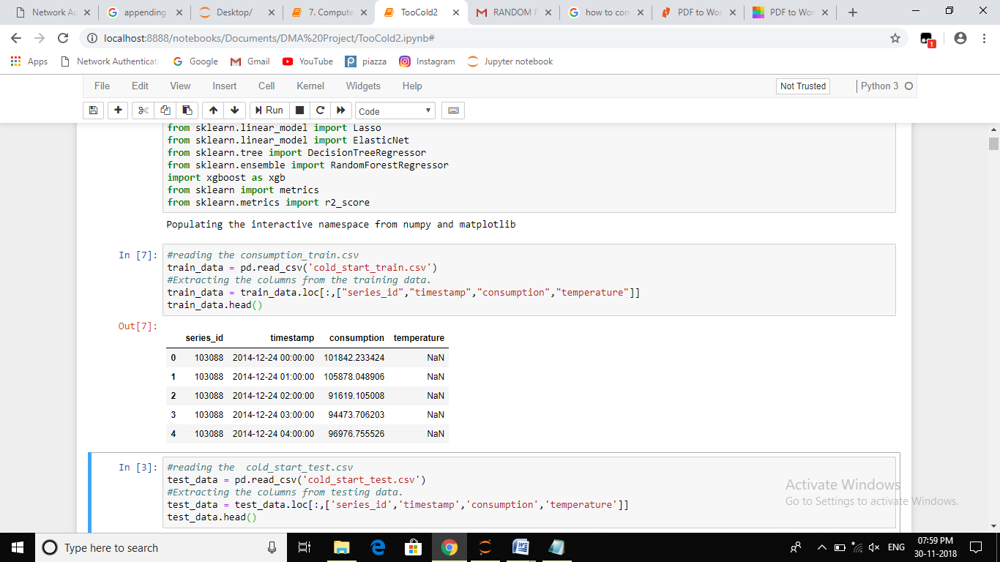 Network Au
appending
Desktop/
7. Compute
TooCold2
RANDOM F
how to con
PDF to Wor
PDF to Wor
localhost:8888/notebooks/Documents/DMA%20Project/TooCold2.ipynb#
1
Apps
Network Authenticat
Google
Gmail
YouTube
piazza
Instagram
Jupyter notebook
File Edit View Insert Cell Kernel Widgets Help
Not Trusted
Python 3
Run
Code
from sklearn.linear_model import Lasso
from sklearn.linear_model import ElasticNet
from sklearn.tree import DecisionTreeRegressor
from sklearn.ensemble import RandomForestRegressor
import xgboost as xgb
from sklearn import metrics
from sklearn.metrics import r2_score
Populating the interactive namespace from numpy and matplotlib
In [7]:
#reading the consumption_train.csv
train_data = pd.read_csv('cold_start_train.csv')
#Extracting the columns from the training data.
train_data = train_data.loc[:,["series_id","timestamp","consumption","temperature"]]
train_data.head()
Out[7]:
series_id timestamp consumption temperature
0 103088 2014-12-24 00:00:00 101842.233424 NaN
1 103088 2014-12-24 01:00:00 105878.048906 NaN
2 103088 2014-12-24 02:00:00 91619.105008 NaN
3 103088 2014-12-24 03:00:00 94473.706203 NaN
4 103088 2014-12-24 04:00:00 96976.755526 NaN
In [3]:
#reading the  cold_start_test.csv
test_data = pd.read_csv('cold_start_test.csv')
#Extracting the columns from testing data.
test_data = test_data.loc[:,['series_id','timestamp','consumption','temperature']]
test_data.head()
Activate Windows
Go to Settings to activate Windows.
Type here to search
ENG
07:59 PM
30-11-2018